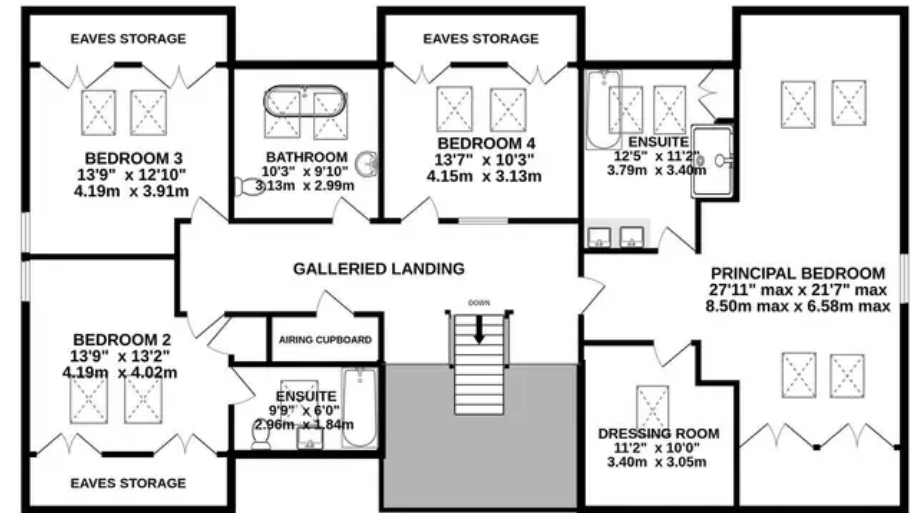 EAVES STORAGE
EAVES STORAGE
BEDROOM 3
13'9" x 12'10"
4.19m x 3.91m
BATHROOM
10'3" x 9'10"
3.13m x 2.99m
BEDROOM 4
13'7" x 10'3"
4.15m x 3.13m
ENSUITE
12'5" x 11'2"
3.79m x 3.40m
GALLERIED LANDING
PRINCIPAL BEDROOM
27'11" max x 21'7" max
8.50m max x 6.58m max
DOWN
BEDROOM 2
13'9" x 13'2"
4.19m x 4.02m
AIRING CUPBOARD
ENSUITE
9'9" x 6'0"
2.96m x 1.84m
DRESSING ROOM
11'2" x 10'0"
3.40m x 3.05m
EAVES STORAGE